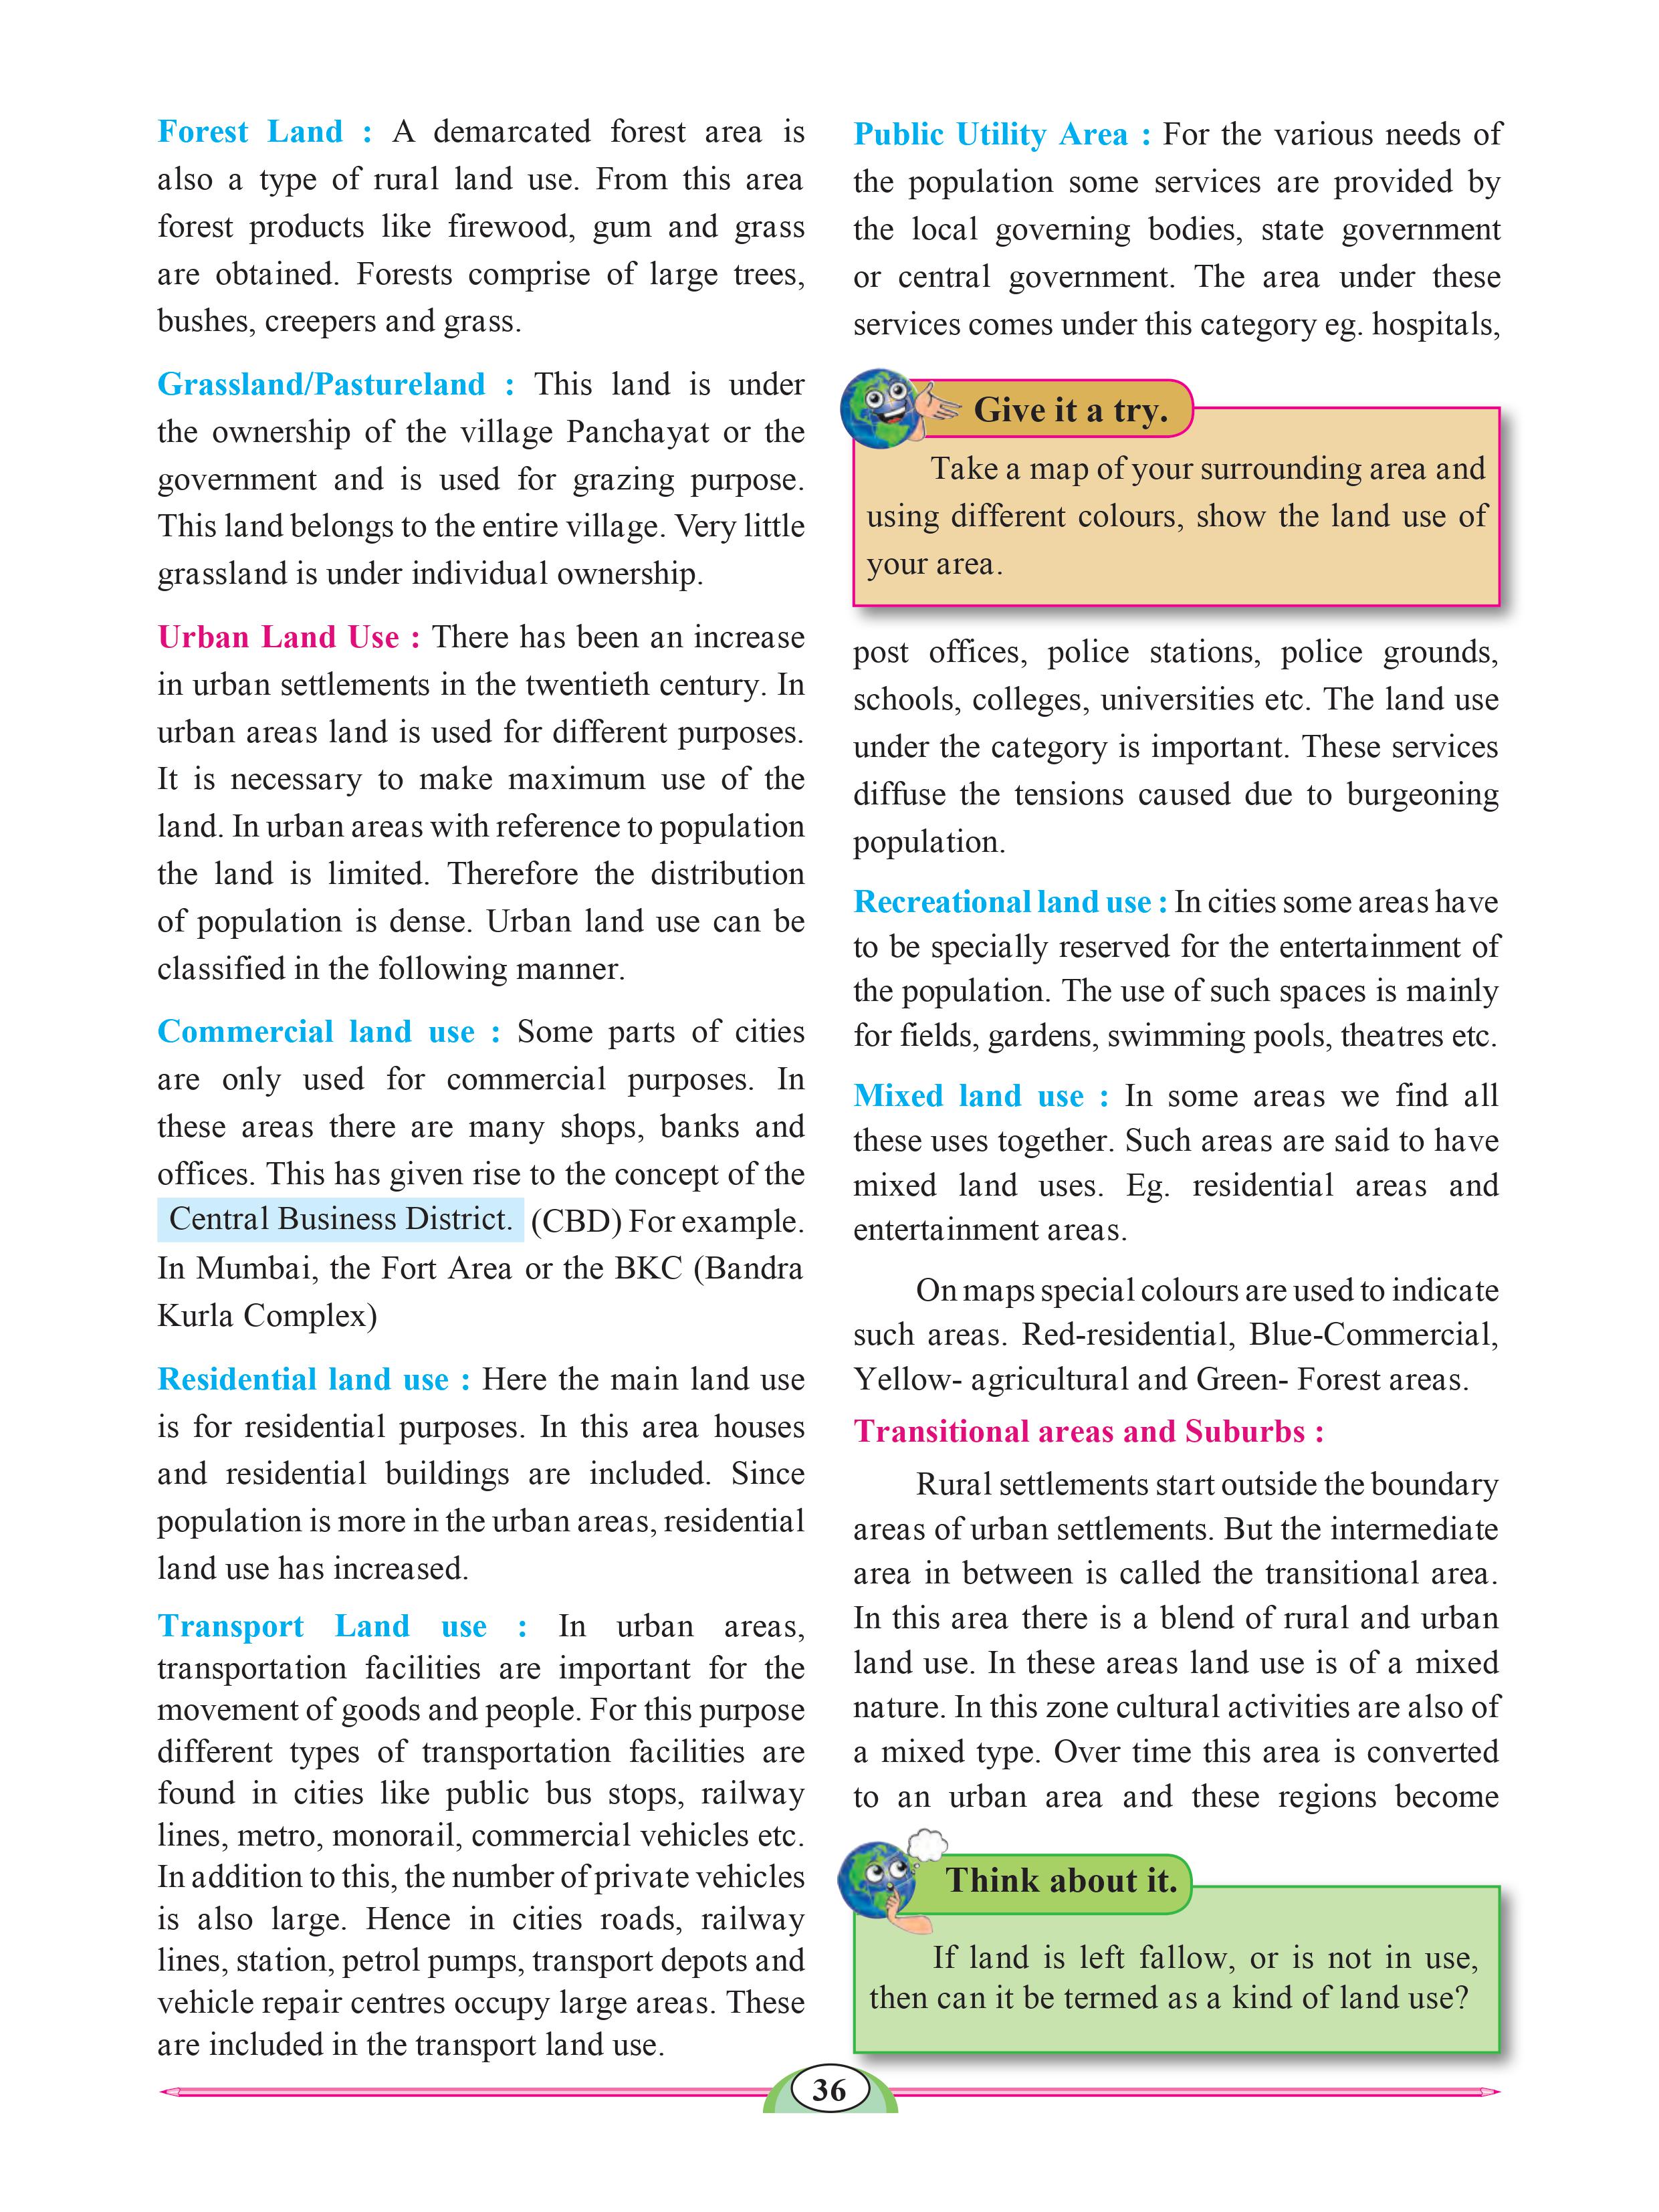 Forest Land : A demarcated forest area is
also a type of rural land use. From this area
forest products like firewood, gum and grass
are obtained. Forests comprise of large trees,
bushes, creepers and grass.
Grassland/Pastureland : This land is under
the ownership of the village Panchayat or the
government and is used for grazing purpose.
This land belongs to the entire village. Very little
grassland is under individual ownership.
Urban Land Use : There has been an increase
in urban settlements in the twentieth century. In
urban areas land is used for different purposes.
It is necessary to make maximum use of the
land. In urban areas with reference to population
the land is limited. Therefore the distribution
of population is dense. Urban land use can be
classified in the following manner.
Commercial land use : Some parts of cities
are only used for commercial purposes. In
these areas there are many shops, banks and
offices. This has given rise to the concept of the
Central Business District. (CBD) For example.
In Mumbai, the Fort Area or the BKC (Bandra
Kurla Complex)
Residential land use : Here the main land use
is for residential purposes. In this area houses
and residential buildings are included. Since
population is more in the urban areas, residential
land use has increased.
Transport Land use : In urban areas,
transportation facilities are important for the
movement of goods and people. For this purpose
different types of transportation facilities are
found in cities like public bus stops, railway
lines, metro, monorail, commercial vehicles etc.
In addition to this, the number of private vehicles
is also large. Hence in cities roads, railway
lines, station, petrol pumps, transport depots and
vehicle repair centres occupy large areas. These
are included in the transport land use.
Public Utility Area : For the various needs of
the population some services are provided by
the local governing bodies, state government
or central government. The area under these
services comes under this category eg. hospitals,
Give it a try.
Take a map of your surrounding area and
using different colours, show the land use of
your area.
post offices, police stations, police grounds,
schools, colleges, universities etc. The land use
under the category is important. These services
diffuse the tensions caused due to burgeoning
population.
Recreational land use : In cities some areas have
to be specially reserved for the entertainment of
the population. The use of such spaces is mainly
for fields, gardens, swimming pools, theatres etc.
Mixed land use : In some areas we find all
these uses together. Such areas are said to have
mixed land uses. Eg. residential areas and
entertainment areas.
On maps special colours are used to indicate
such areas. Red-residential, Blue-Commercial,
Yellow- agricultural and Green- Forest areas.
Transitional areas and Suburbs :
Rural settlements start outside the boundary
areas of urban settlements. But the intermediate
area in between is called the transitional area.
In this area there is a blend of rural and urban
land use. In these areas land use is of a mixed
nature. In this zone cultural activities are also of
a mixed type. Over time this area is converted
to an urban area and these regions become
Think about it.
If land is left fallow, or is not in use,
then can it be termed as a kind of land use?
36